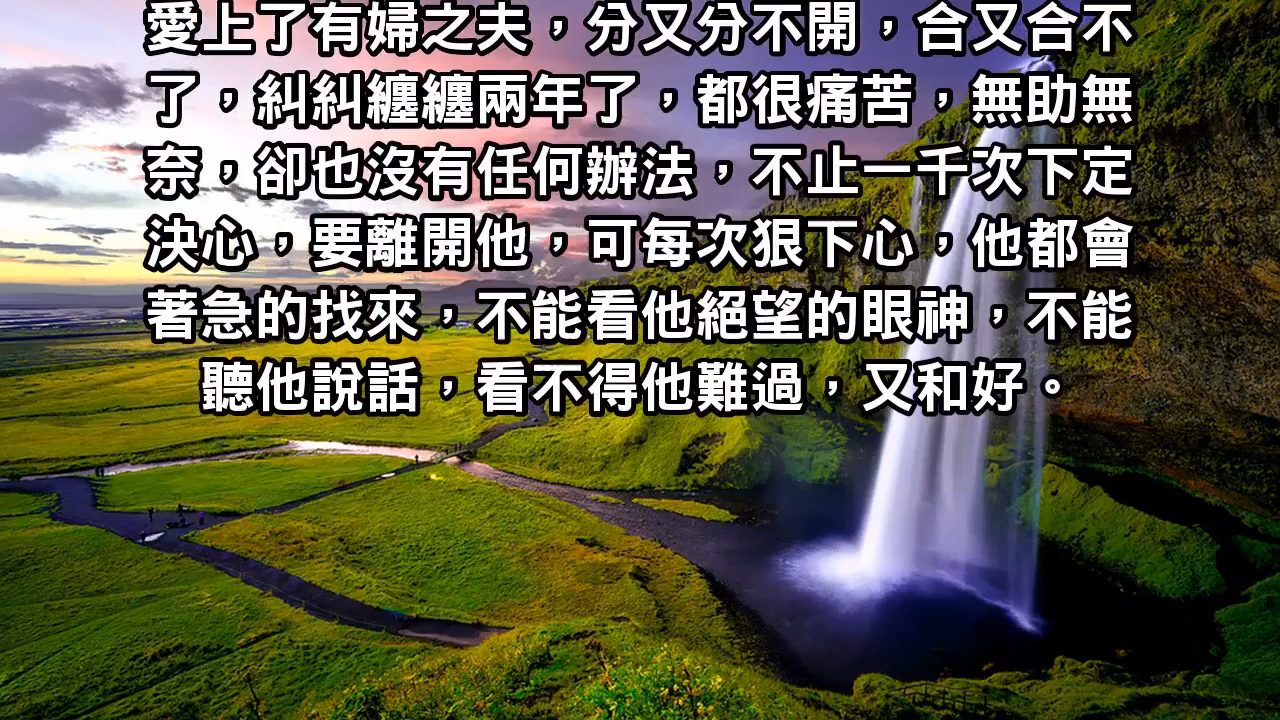 愛上了有婦之夫，分又分不開，合又合不
了，糾糾纏纏兩年了，都很痛苦，無助無
奈，卻也沒有任何辦法，不止一千次下定
決心，要離開他，可每次狠下心，他都會
著急的找來，不能看他絕望的眼神，不能
聽他說話，看不得他難過，又和好。